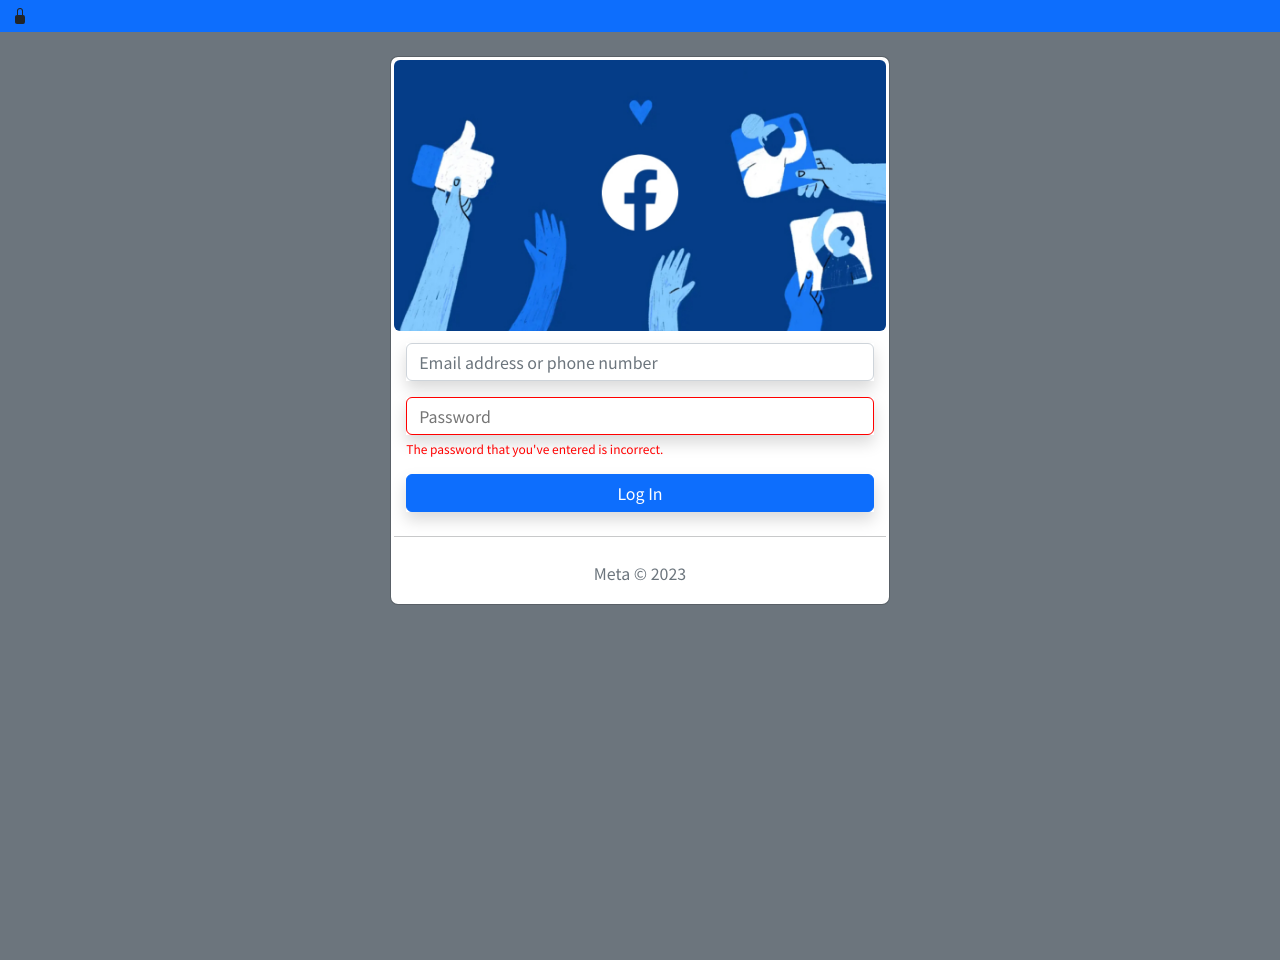 Email address or phone number
Password
The password that you've entered is incorrect.
Log In
Meta © 2023